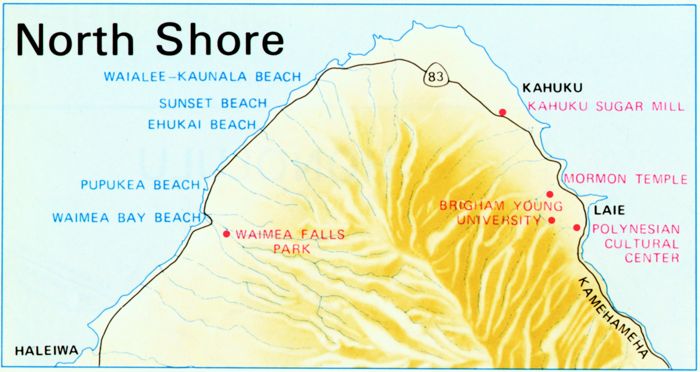 North Shore
WAIALEE-KAUNALA BEACH
83
SUNSET BEACH
EHUKAI BEACH
KAHUKU
KAHUKU SUGAR MILL
PUPUKEA BEACH
MORMON TEMPLE
WAIMEA BAY BEACH
BRIGHAM YOUNG
UNIVERSITY
LAIE
POLYNESIAN
CULTURAL
CENTER
WAIMEA FALLS
PARK
KAMEHAMEHA
HALEIWA